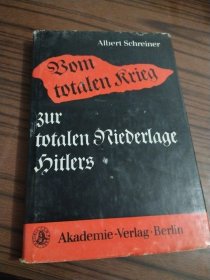 Albert Schreiner
Vom
totalen Krieg
zur
totalen Niederlage
Hitlers
Akademie-Verlag · Berlin